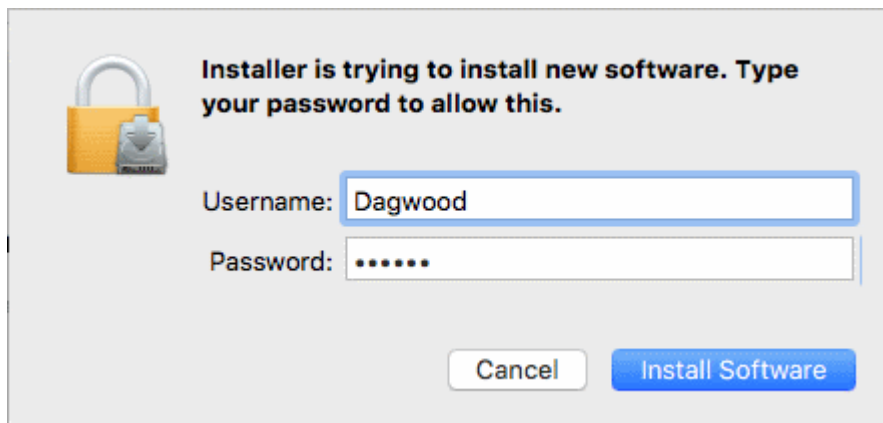 Installer is trying to install new software. Type
your password to allow this.
Username: Dagwood
Password: ••••••
Cancel Install Software